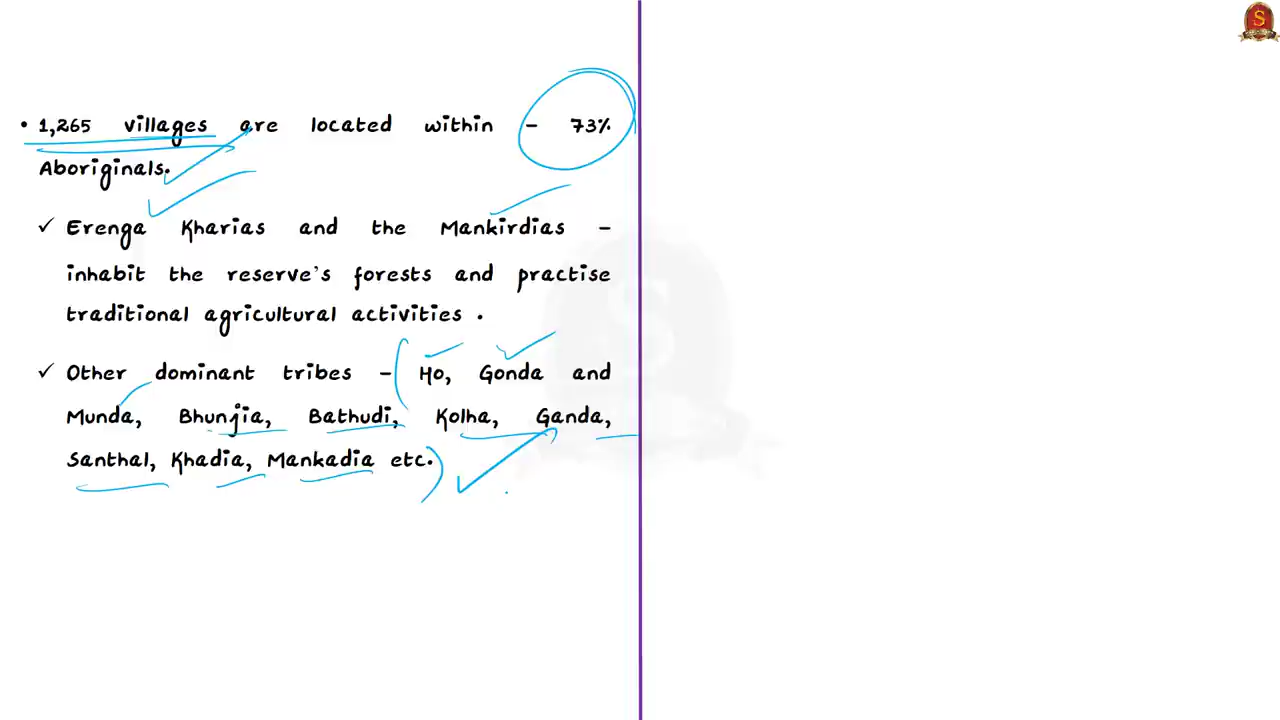 • 1,265 villages are located within - 73%
Aboriginals.
✓ Erenga Kharias and the Mankirdias -
inhabit the reserve's forests and practise
traditional agricultural activities .
✓ Other dominant tribes - Ho, Gonda and
Munda, Bhunjia, Bathudi, Kolha, Ganda,
Santhal, Khadia, Mankadia etc.
S